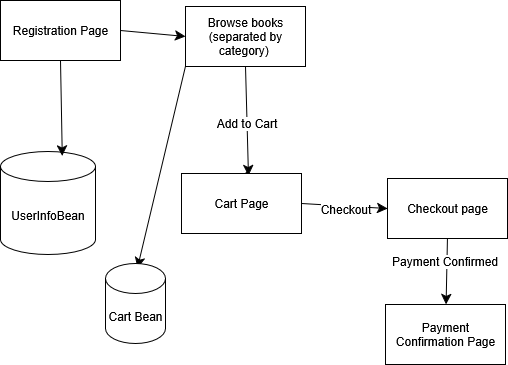 Registration Page
Browse books
(separated by
category)
Add to Cart
UserInfoBean
Cart Page
Checkout
Checkout page
Payment Confirmed
Cart Bean
Payment
Confirmation Page